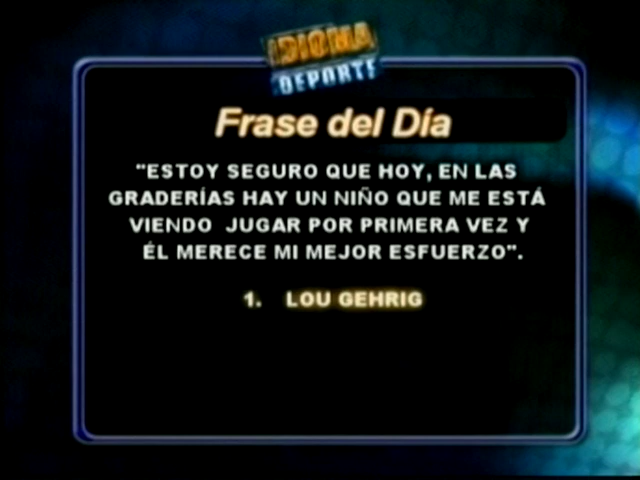 IDIOMA
DEPORTE
Frase del Día
"ESTOY SEGURO QUE HOY, EN LAS
GRADERÍAS HAY UN NIÑO QUE ME ESTÁ
VIENDO JUGAR POR PRIMERA VEZ Y
ÉL MERECE MI MEJOR ESFUERZO".
1. LOU GEHRIG